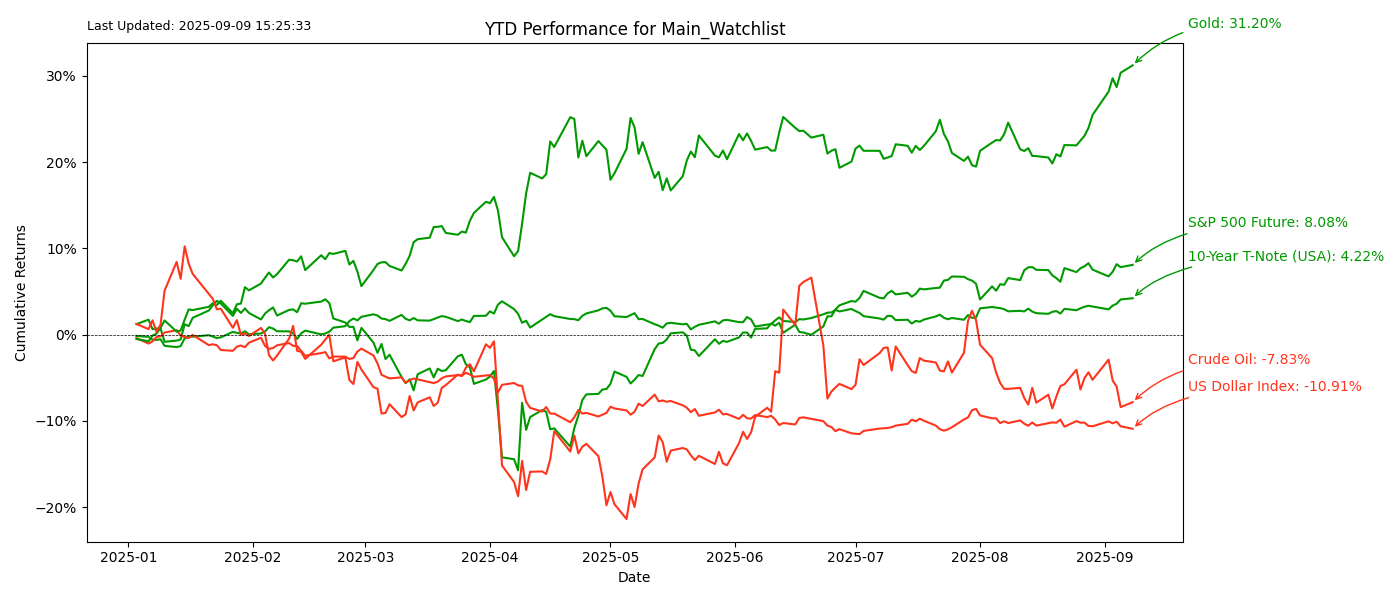 Last Updated: 2025-09-09 15:25:33
YTD Performance for Main_Watchlist
Gold: 31.20%
S&P 500 Future: 8.08%
10-Year T-Note (USA): 4.22%
Crude Oil: -7.83%
US Dollar Index: -10.91%
Cumulative Returns
30%
20%
10%
0%
−10%
−20%
2025-01 2025-02 2025-03 2025-04 2025-05 2025-06 2025-07 2025-08 2025-09
Date